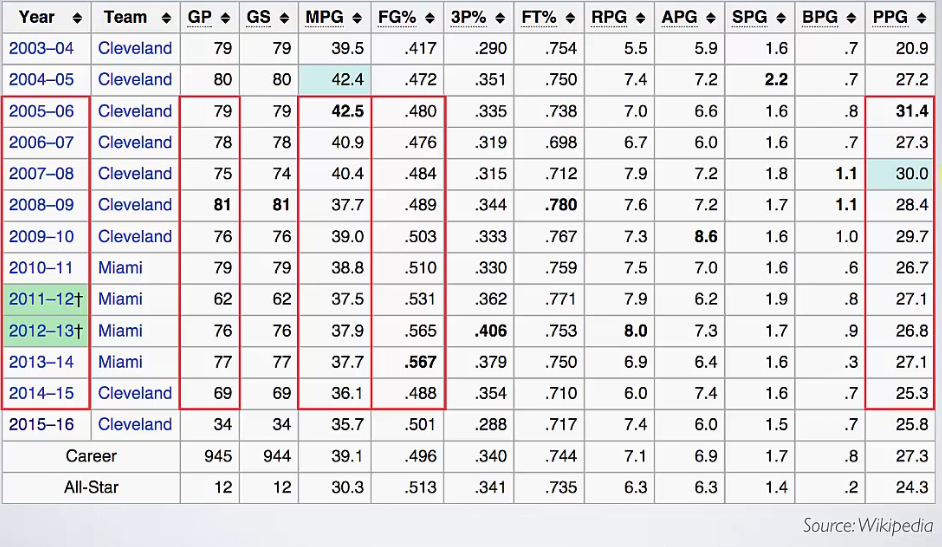 Year Team GP GS MPG FG% 3P% FT% RPG APG SPG BPG PPG
2003–04 Cleveland 79 79 39.5 .417 .290 .754 5.5 5.9 1.6 .7 20.9
2004–05 Cleveland 80 80 42.4 .472 .351 .750 7.4 7.2 2.2 .7 27.2
2005–06 Cleveland 79 79 42.5 .480 .335 .738 7.0 6.6 1.6 .8 31.4
2006–07 Cleveland 78 78 40.9 .476 .319 .698 6.7 6.0 1.6 .7 27.3
2007–08 Cleveland 75 74 40.4 .484 .315 .712 7.9 7.2 1.8 1.1 30.0
2008–09 Cleveland 81 81 37.7 .489 .344 .780 7.6 7.2 1.7 1.1 28.4
2009–10 Cleveland 76 76 39.0 .503 .333 .767 7.3 8.6 1.6 1.0 29.7
2010–11 Miami 79 79 38.8 .510 .330 .759 7.5 7.0 1.6 .6 26.7
2011–12† Miami 62 62 37.5 .531 .362 .771 7.9 6.2 1.9 .8 27.1
2012–13† Miami 76 76 37.9 .565 .406 .753 8.0 7.3 1.7 .9 26.8
2013–14 Miami 77 77 37.7 .567 .379 .750 6.9 6.4 1.6 .3 27.1
2014–15 Cleveland 69 69 36.1 .488 .354 .710 6.0 7.4 1.6 .7 25.3
2015–16 Cleveland 34 34 35.7 .501 .288 .717 7.4 6.0 1.5 .7 25.8
Career 945 944 39.1 .496 .340 .744 7.1 6.9 1.7 .8 27.3
All-Star 12 12 30.3 .513 .341 .735 6.3 6.3 1.4 .2 24.3
Source: Wikipedia